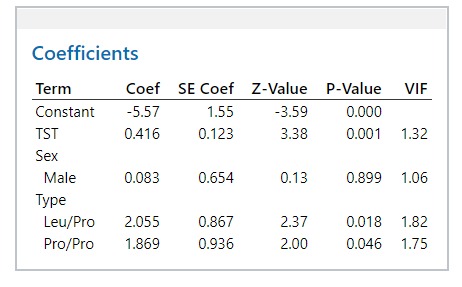 Coefficients
Term Coef SE Coef Z-Value P-Value VIF
Constant -5.57 1.55 -3.59 0.000
TST 0.416 0.123 3.38 0.001 1.32
Sex
Male 0.083 0.654 0.13 0.899 1.06
Type
Leu/Pro 2.055 0.867 2.37 0.018 1.82
Pro/Pro 1.869 0.936 2.00 0.046 1.75